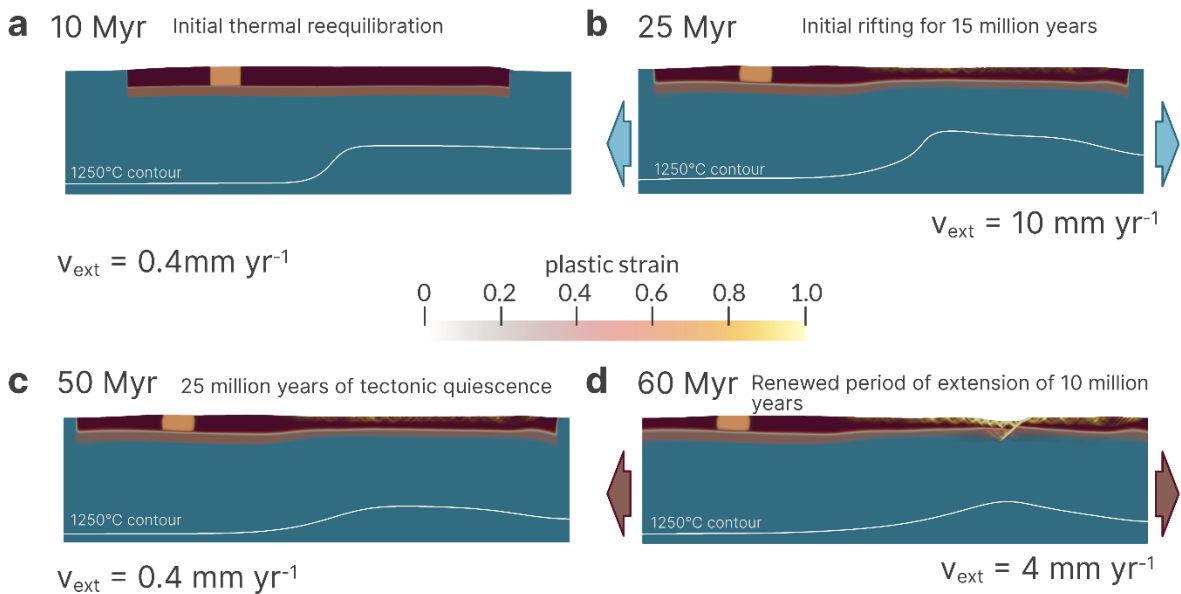 a 10 Myr Initial thermal reequilibration
1250°C contour
vext = 0.4mm yr-1
b 25 Myr Initial rifting for 15 million years
1250°C contour
vext = 10 mm yr-1
plastic strain
0 0.2 0.4 0.6 0.8 1.0
c 50 Myr 25 million years of tectonic quiescence
1250°C contour
vext = 0.4 mm yr-1
d 60 Myr Renewed period of extension of 10 million
years
1250°C contour
vext = 4 mm yr-1